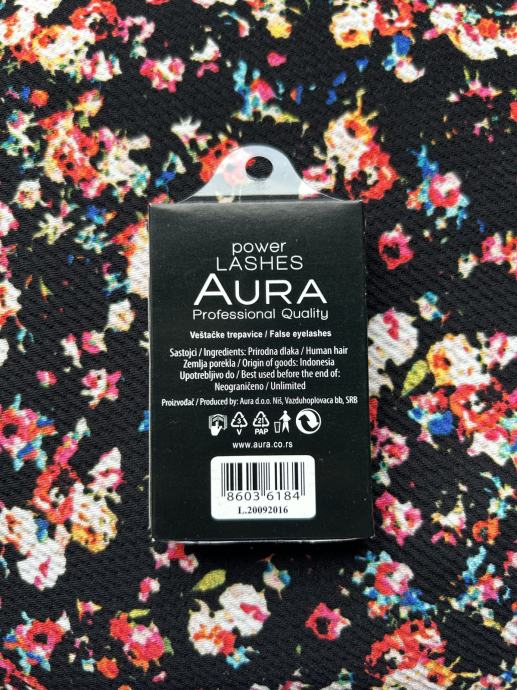 power
LASHES
AURA
Professional Quality
Veštačke trepavice / False eyelashes
Sastojci / Ingredients: Prirodna dlaka / Human hair
Zemlja porekla / Origin of goods: Indonesia
Upotrebljivo do / Best used before the end of:
Neograničeno / Unlimited
Proizvođač / Produced by: Aura d.o.o. Niš, Vazduhoplovaca bb, SRB
V
21
PAP
www.aura.co.rs
8603 6184
L.20092016